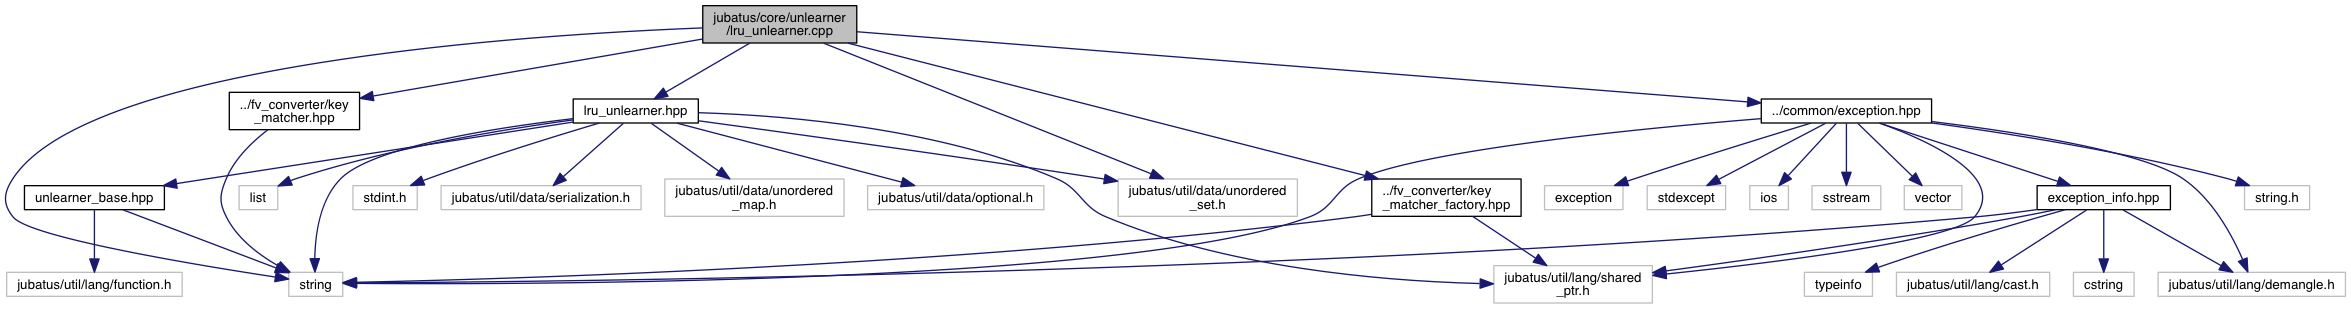 jubatus/core/unlearner
/lru_unlearner.cpp
../fv_converter/key
_matcher.hpp
lru_unlearner.hpp
../common/exception.hpp
unlearner_base.hpp
list
stdint.h
jubatus/util/data/serialization.h
jubatus/util/data/unordered
_map.h
jubatus/util/data/optional.h
jubatus/util/data/unordered
_set.h
../fv_converter/key
_matcher_factory.hpp
exception
stdexcept
ios
sstream
vector
exception_info.hpp
string.h
jubatus/util/lang/function.h
string
jubatus/util/lang/shared
_ptr.h
typeinfo
jubatus/util/lang/cast.h
cstring
jubatus/util/lang/demangle.h